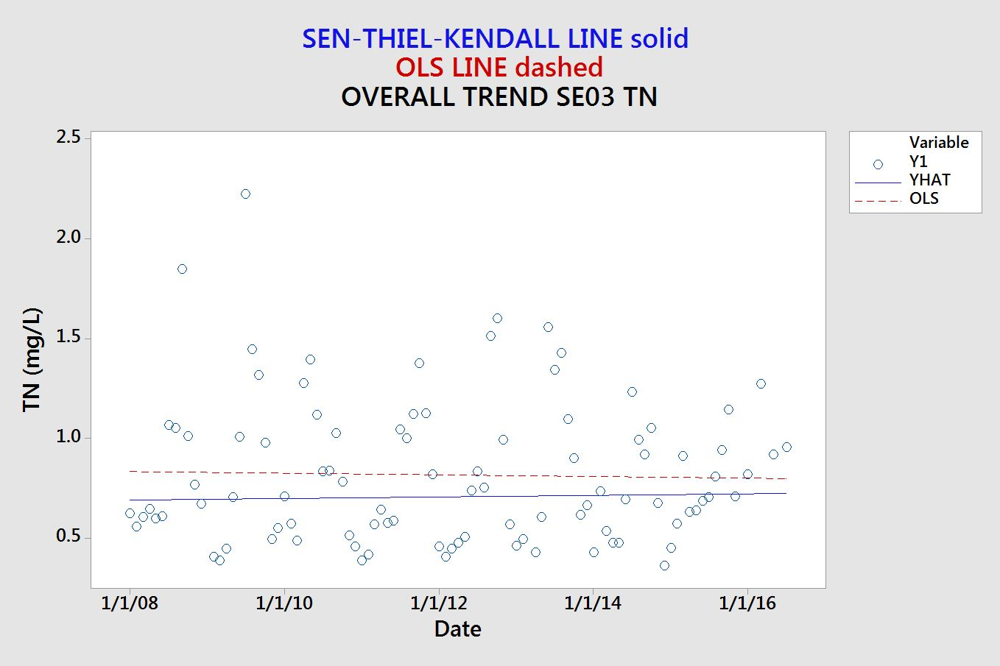 SEN-THIEL-KENDALL LINE solid
OLS LINE dashed
OVERALL TREND SE03 TN
Variable
Y1
YHAT
OLS
2.5
2.0
1.5
1.0
0.5
TN (mg/L)
1/1/08 1/1/10 1/1/12 1/1/14 1/1/16
Date